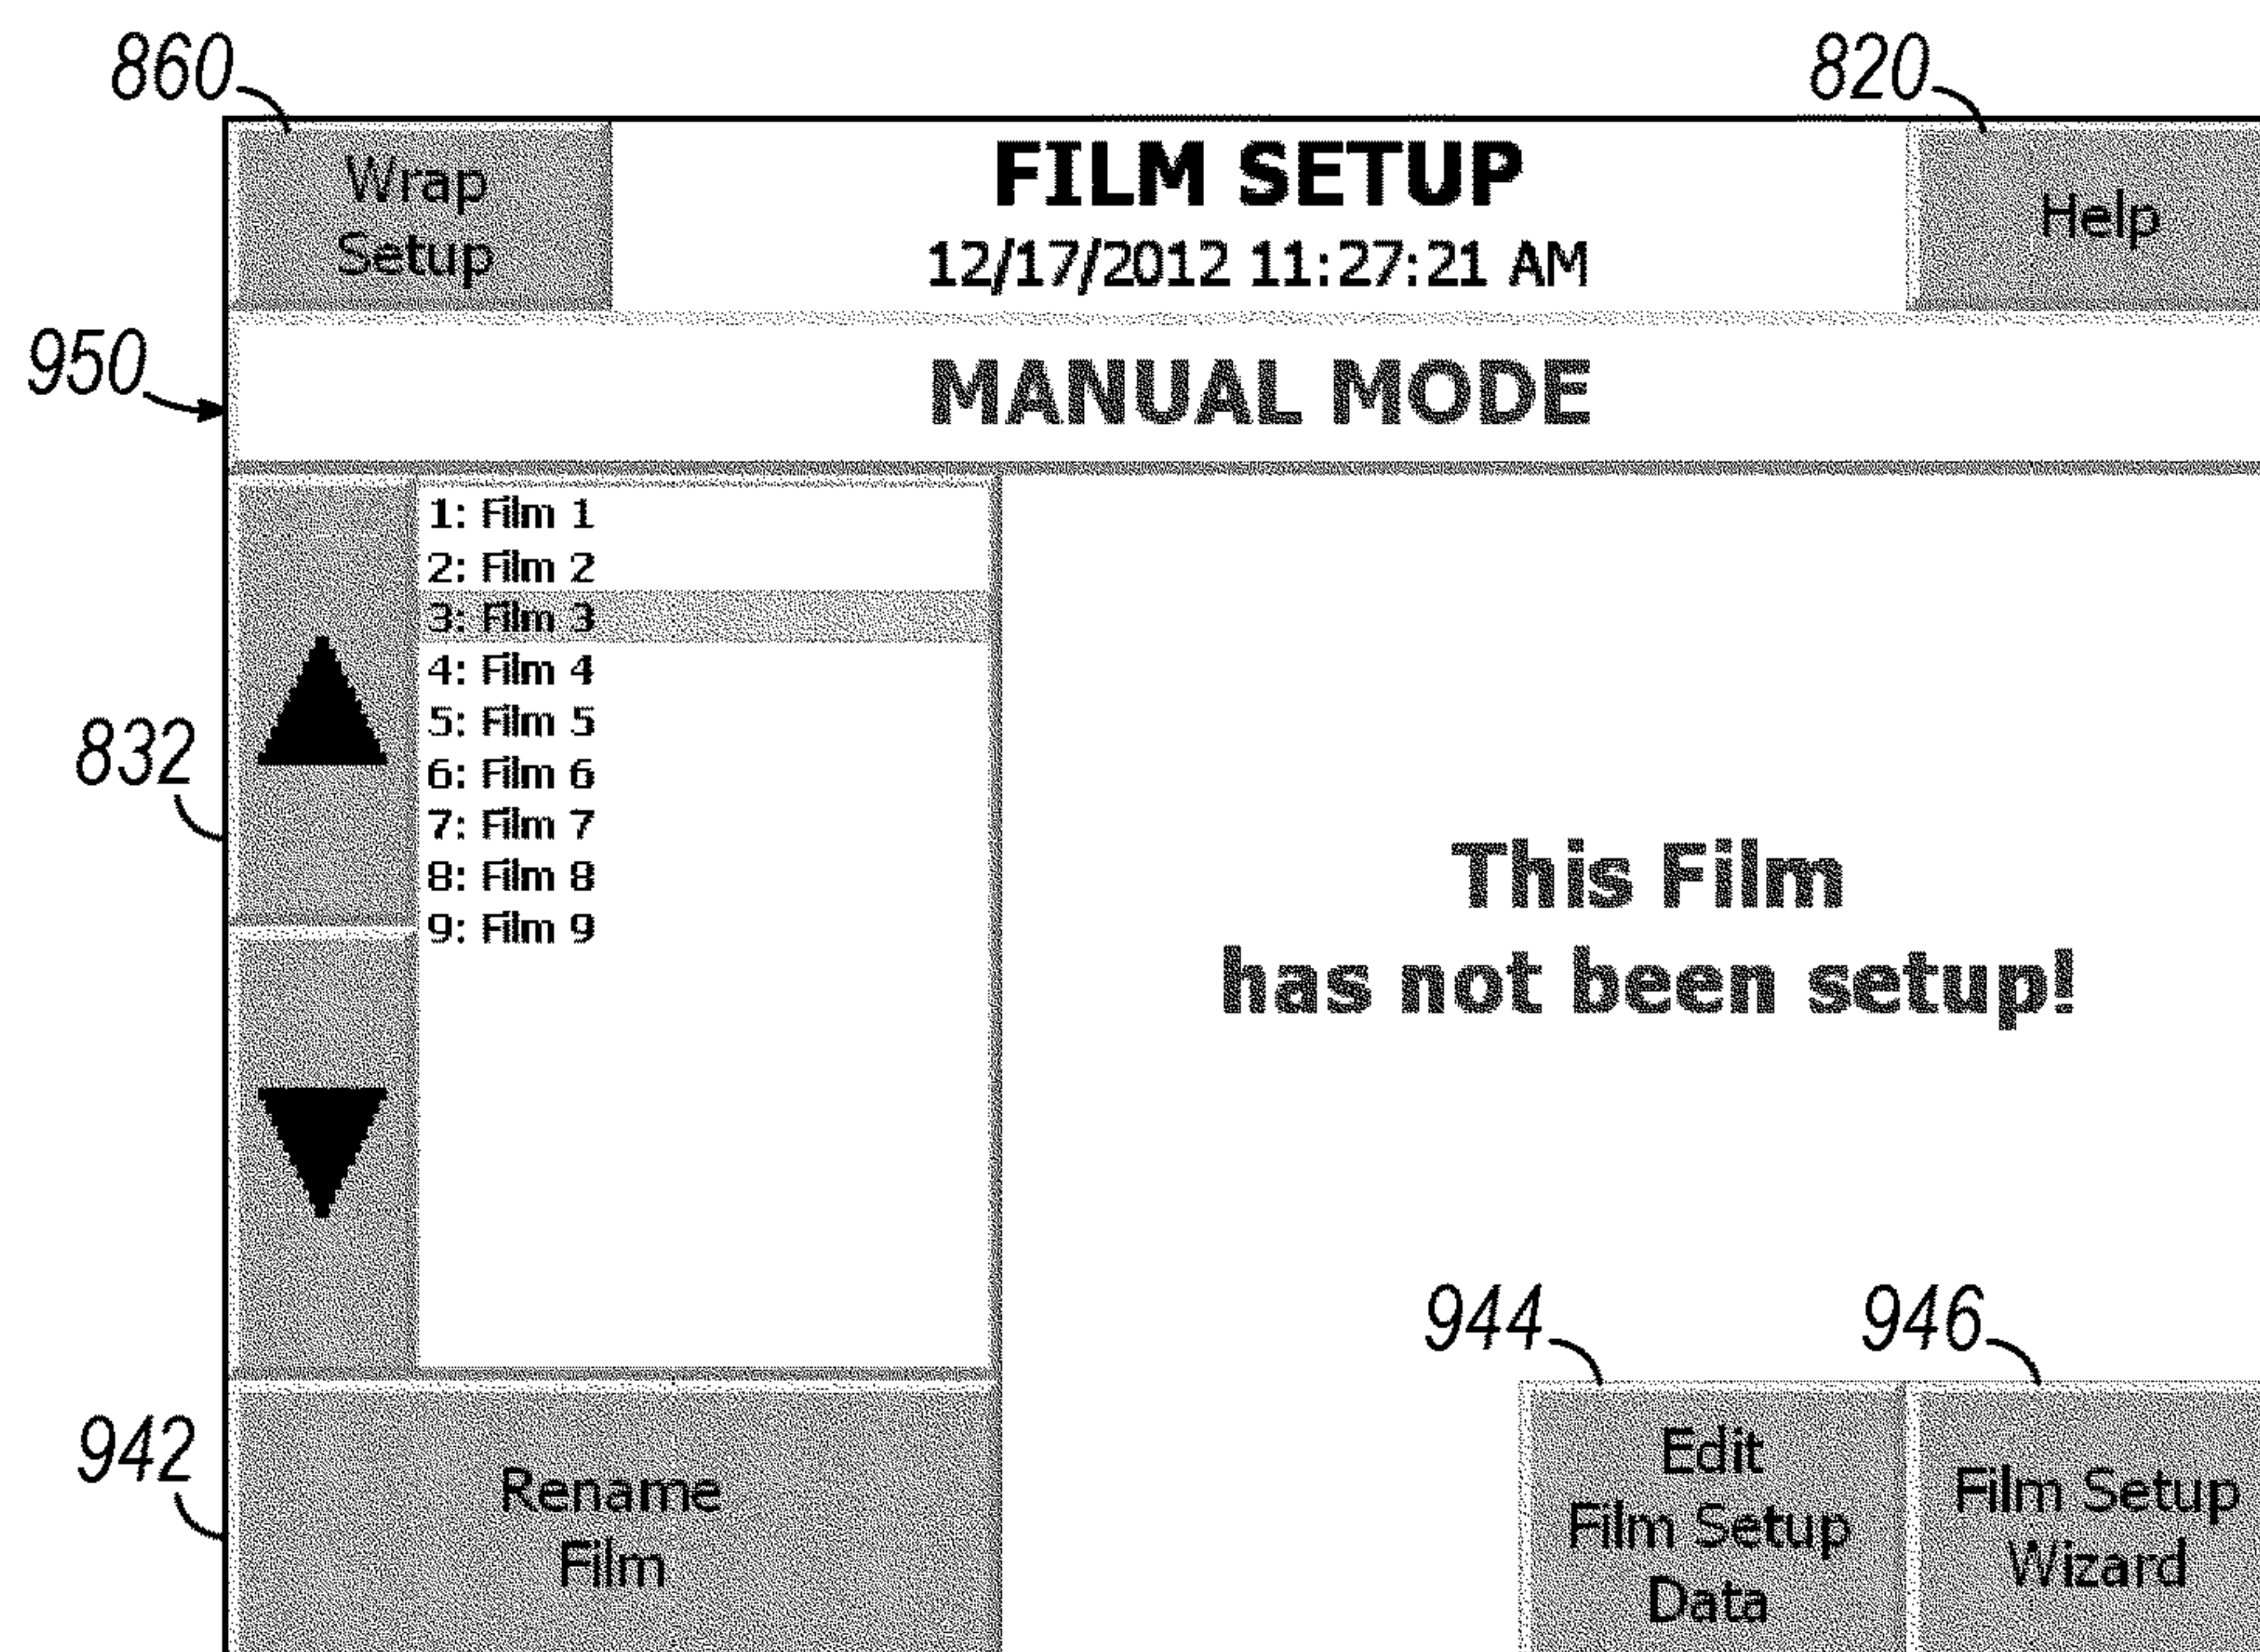 860
820
Wrap
Setup
FILM SETUP
12/17/2012 11:27:21 AM
Help
950
MANUAL MODE
1: Film 1
2: Film 2
3: Film 3
4: Film 4
5: Film 5
6: Film 6
7: Film 7
8: Film 8
9: Film 9
832
This Film
has not been setup!
944
946
942
Rename
Film
Edit
Film Setup
Data
Film Setup
Wizard